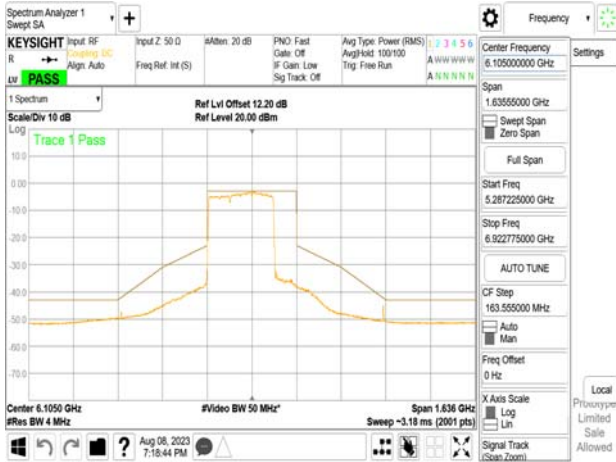 Spectrum Analyzer 1
Swept SA
Frequency
KEYSIGHT
R
LW PASS
Input: RF
Coupling: DC
Align: Auto
Input Z: 50 Ω
Freq Ref: Int (S)
#Atten: 20 dB
PNO: Fast
Gate: Off
IF Gain: Low
Sig Track: Off
Avg Type: Power (RMS)
Avg|Hold: 100/100
Trig: Free Run
1 2 3 4 5 6
A W W W W W
A N N N N N
1 Spectrum
Scale/Div 10 dB
Ref Lvl Offset 12.20 dB
Ref Level 20.00 dBm
Log
Trace 1 Pass
10.0
0.00
-10.0
-20.0
-30.0
-40.0
-50.0
-60.0
-70.0
Center 6.1050 GHz
#Res BW 4 MHz
#Video BW 50 MHz*
Span 1.636 GHz
Sweep ~3.18 ms (2001 pts)
Aug 08, 2023
7:18:44 PM
Center Frequency
6.105000000 GHz
Settings
Span
1.63555000 GHz
Swept Span
Zero Span
Full Span
Start Freq
5.287225000 GHz
Stop Freq
6.922775000 GHz
AUTO TUNE
CF Step
163.555000 MHz
Auto
Man
Freq Offset
0 Hz
X Axis Scale
Log
Lin
Signal Track
(Span Zoom)
Local
Prototype
Limited
Sale
Allowed